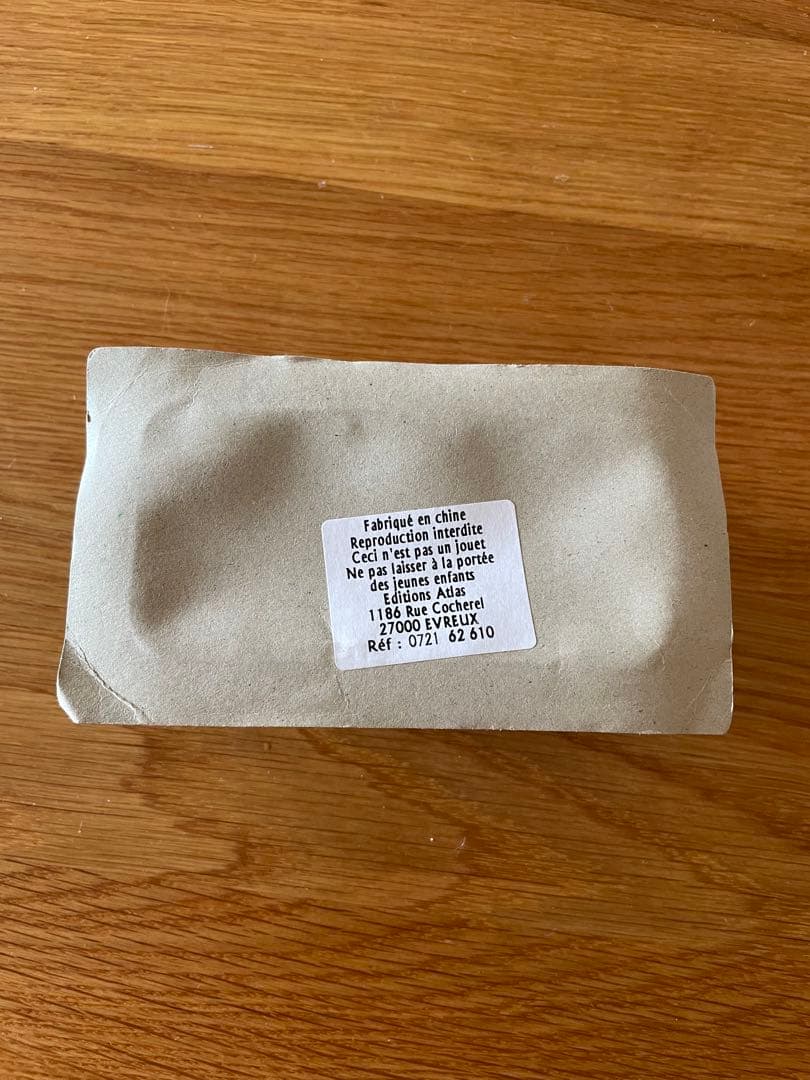 Fabriqué en chine
Reproduction interdite
Ceci n'est pas un jouet
Ne pas laisser à la portée
des jeunes enfants
Editions Atlas
1186 Rue Cocherel
27000 EVREUX
Réf : 0721 62 610